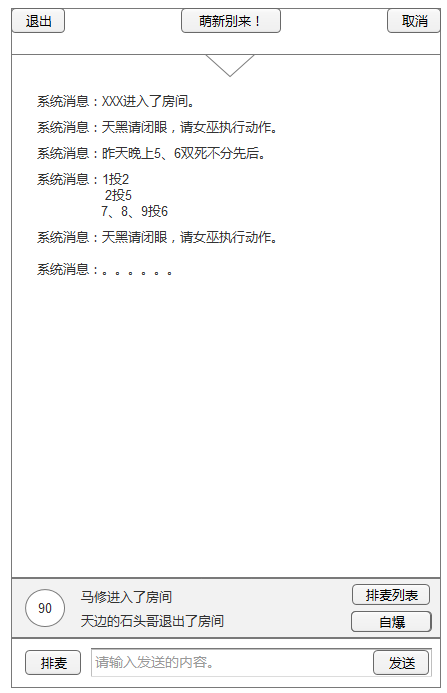 退出 萌新别来！ 取消
系统消息：XXX进入了房间。
系统消息：天黑请闭眼，请女巫执行动作。
系统消息：昨天晚上5、6双死不分先后。
系统消息：1投2
2投5
7、8、9投6
系统消息：天黑请闭眼，请女巫执行动作。
系统消息：。。。。。。
90 马修进入了房间 排麦列表
天边的石头哥退出了房间 自爆
排麦 请输入发送的内容。 发送